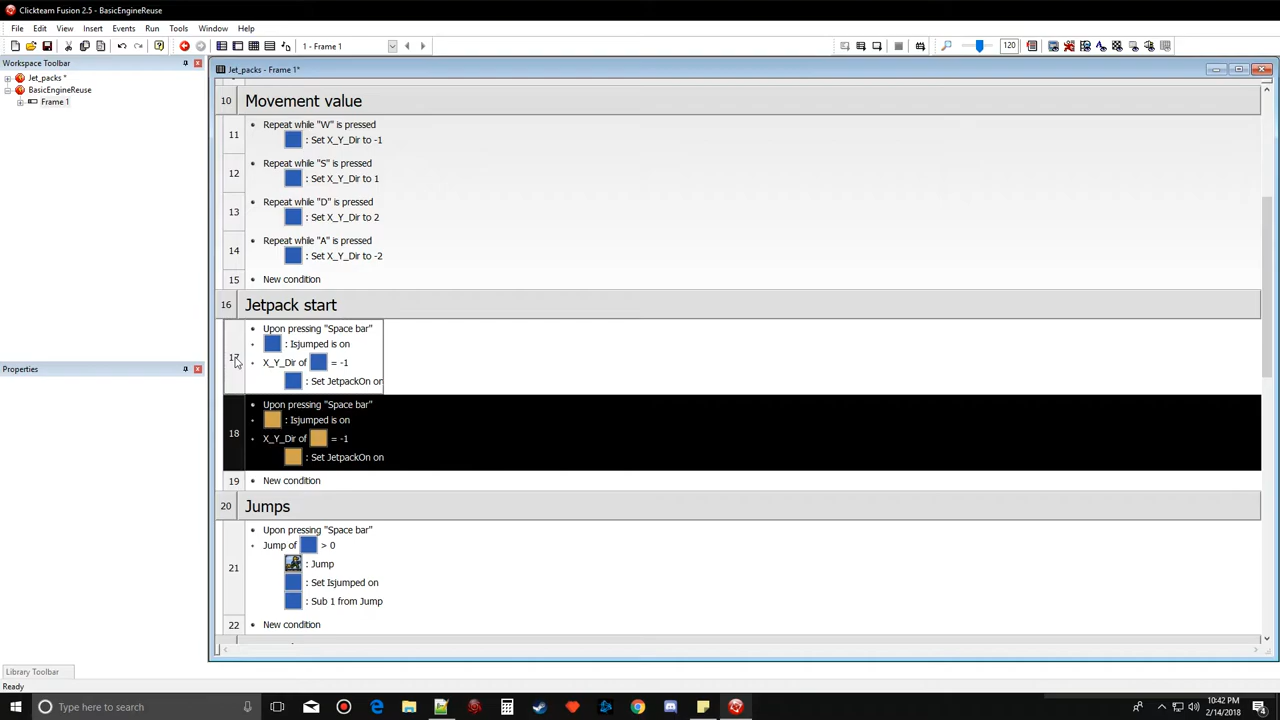 Clickteam Fusion 2.5 - BasicEngineReuse
File Edit View Insert Events Run Tools Window Help
1 - Frame 1
120
Workspace Toolbar
Jet_packs *
BasicEngineReuse
Frame 1
Properties
Library Toolbar
Ready
Jet_packs - Frame 1*
10 Movement value
11
Repeat while "W" is pressed
: Set X_Y_Dir to -1
12
Repeat while "S" is pressed
: Set X_Y_Dir to 1
13
Repeat while "D" is pressed
: Set X_Y_Dir to 2
14
Repeat while "A" is pressed
: Set X_Y_Dir to -2
15 New condition
16 Jetpack start
17
Upon pressing "Space bar"
: Isjumped is on
X_Y_Dir of = -1
: Set JetpackOn on
18
Upon pressing "Space bar"
: Isjumped is on
X_Y_Dir of = -1
: Set JetpackOn on
19 New condition
20 Jumps
21
Upon pressing "Space bar"
Jump of > 0
: Jump
: Set Isjumped on
: Sub 1 from Jump
22 New condition
Type here to search
10:42 PM
2/14/2018
4